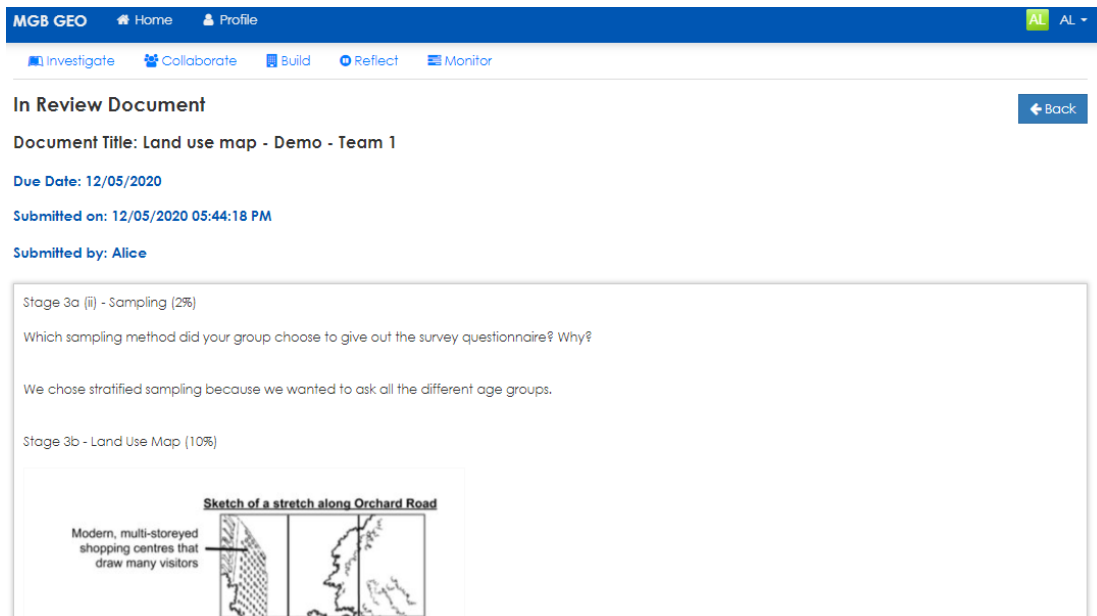 MGB GEO Home Profile AL AL
Investigate Collaborate Build Reflect Monitor
In Review Document
Back
Document Title: Land use map - Demo - Team 1
Due Date: 12/05/2020
Submitted on: 12/05/2020 05:44:18 PM
Submitted by: Alice
Stage 3a (ii) - Sampling (2%)
Which sampling method did your group choose to give out the survey questionnaire? Why?
We chose stratified sampling because we wanted to ask all the different age groups.
Stage 3b - Land Use Map (10%)
Sketch of a stretch along Orchard Road
Modern, multi-storeyed
shopping centres that
draw many visitors